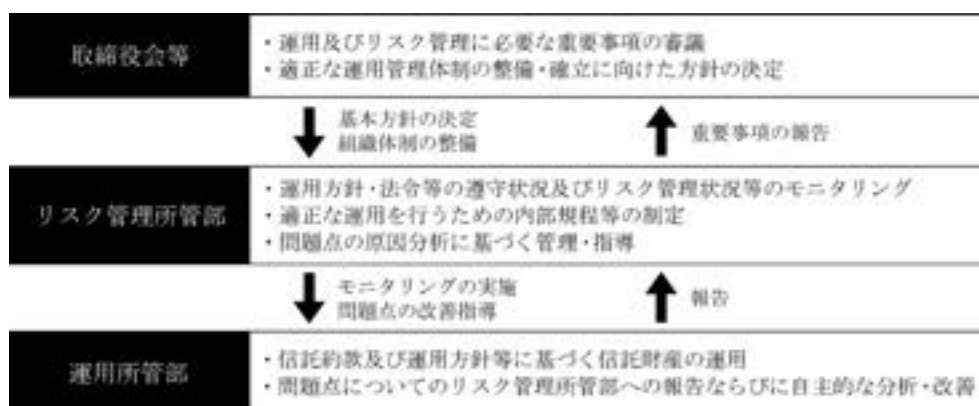 取締役会等
・運用及びリスク管理に必要な重要事項の審議
・適正な運用管理体制の整備・確立に向けた方針の決定
基本方針の決定
組織体制の整備
重要事項の報告
リスク管理所管部
・運用方針・法令等の遵守状況及びリスク管理状況等のモニタリング
・適正な運用を行うための内部規程等の制定
・問題点の原因分析に基づく管理・指導
モニタリングの実施
問題点の改善指導
報告
運用所管部
・信託約款及び運用方針等に基づく信託財産の運用
・問題点についてのリスク管理所管部への報告ならびに自主的な分析・改善